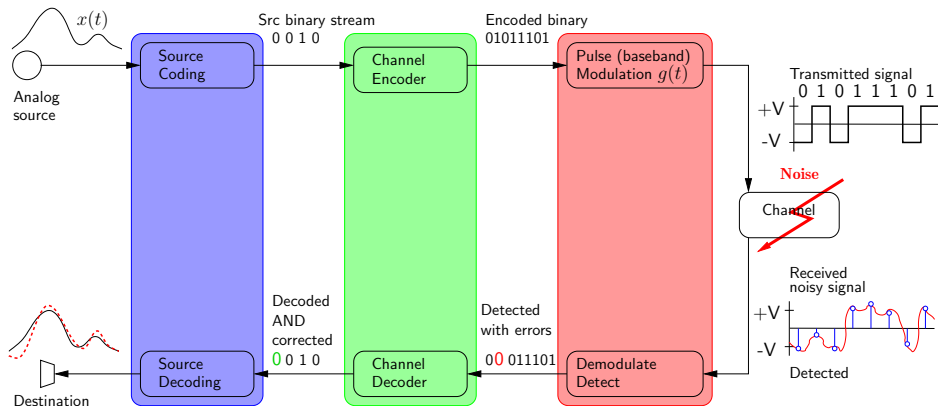 x(t)
Analog
source
Source
Coding
Src binary stream
0 0 1 0
Channel
Encoder
Encoded binary
01011101
Pulse (baseband)
Modulation g(t)
Transmitted signal
0 1 0 1 1 1 0 1
+V
-V
Noise
Channel
Received
noisy signal
+V
-V
Detected
Demodulate
Detect
Detected
with errors
00 011101
Channel
Decoder
Decoded
AND
corrected
0 0 1 0
Source
Decoding
Destination